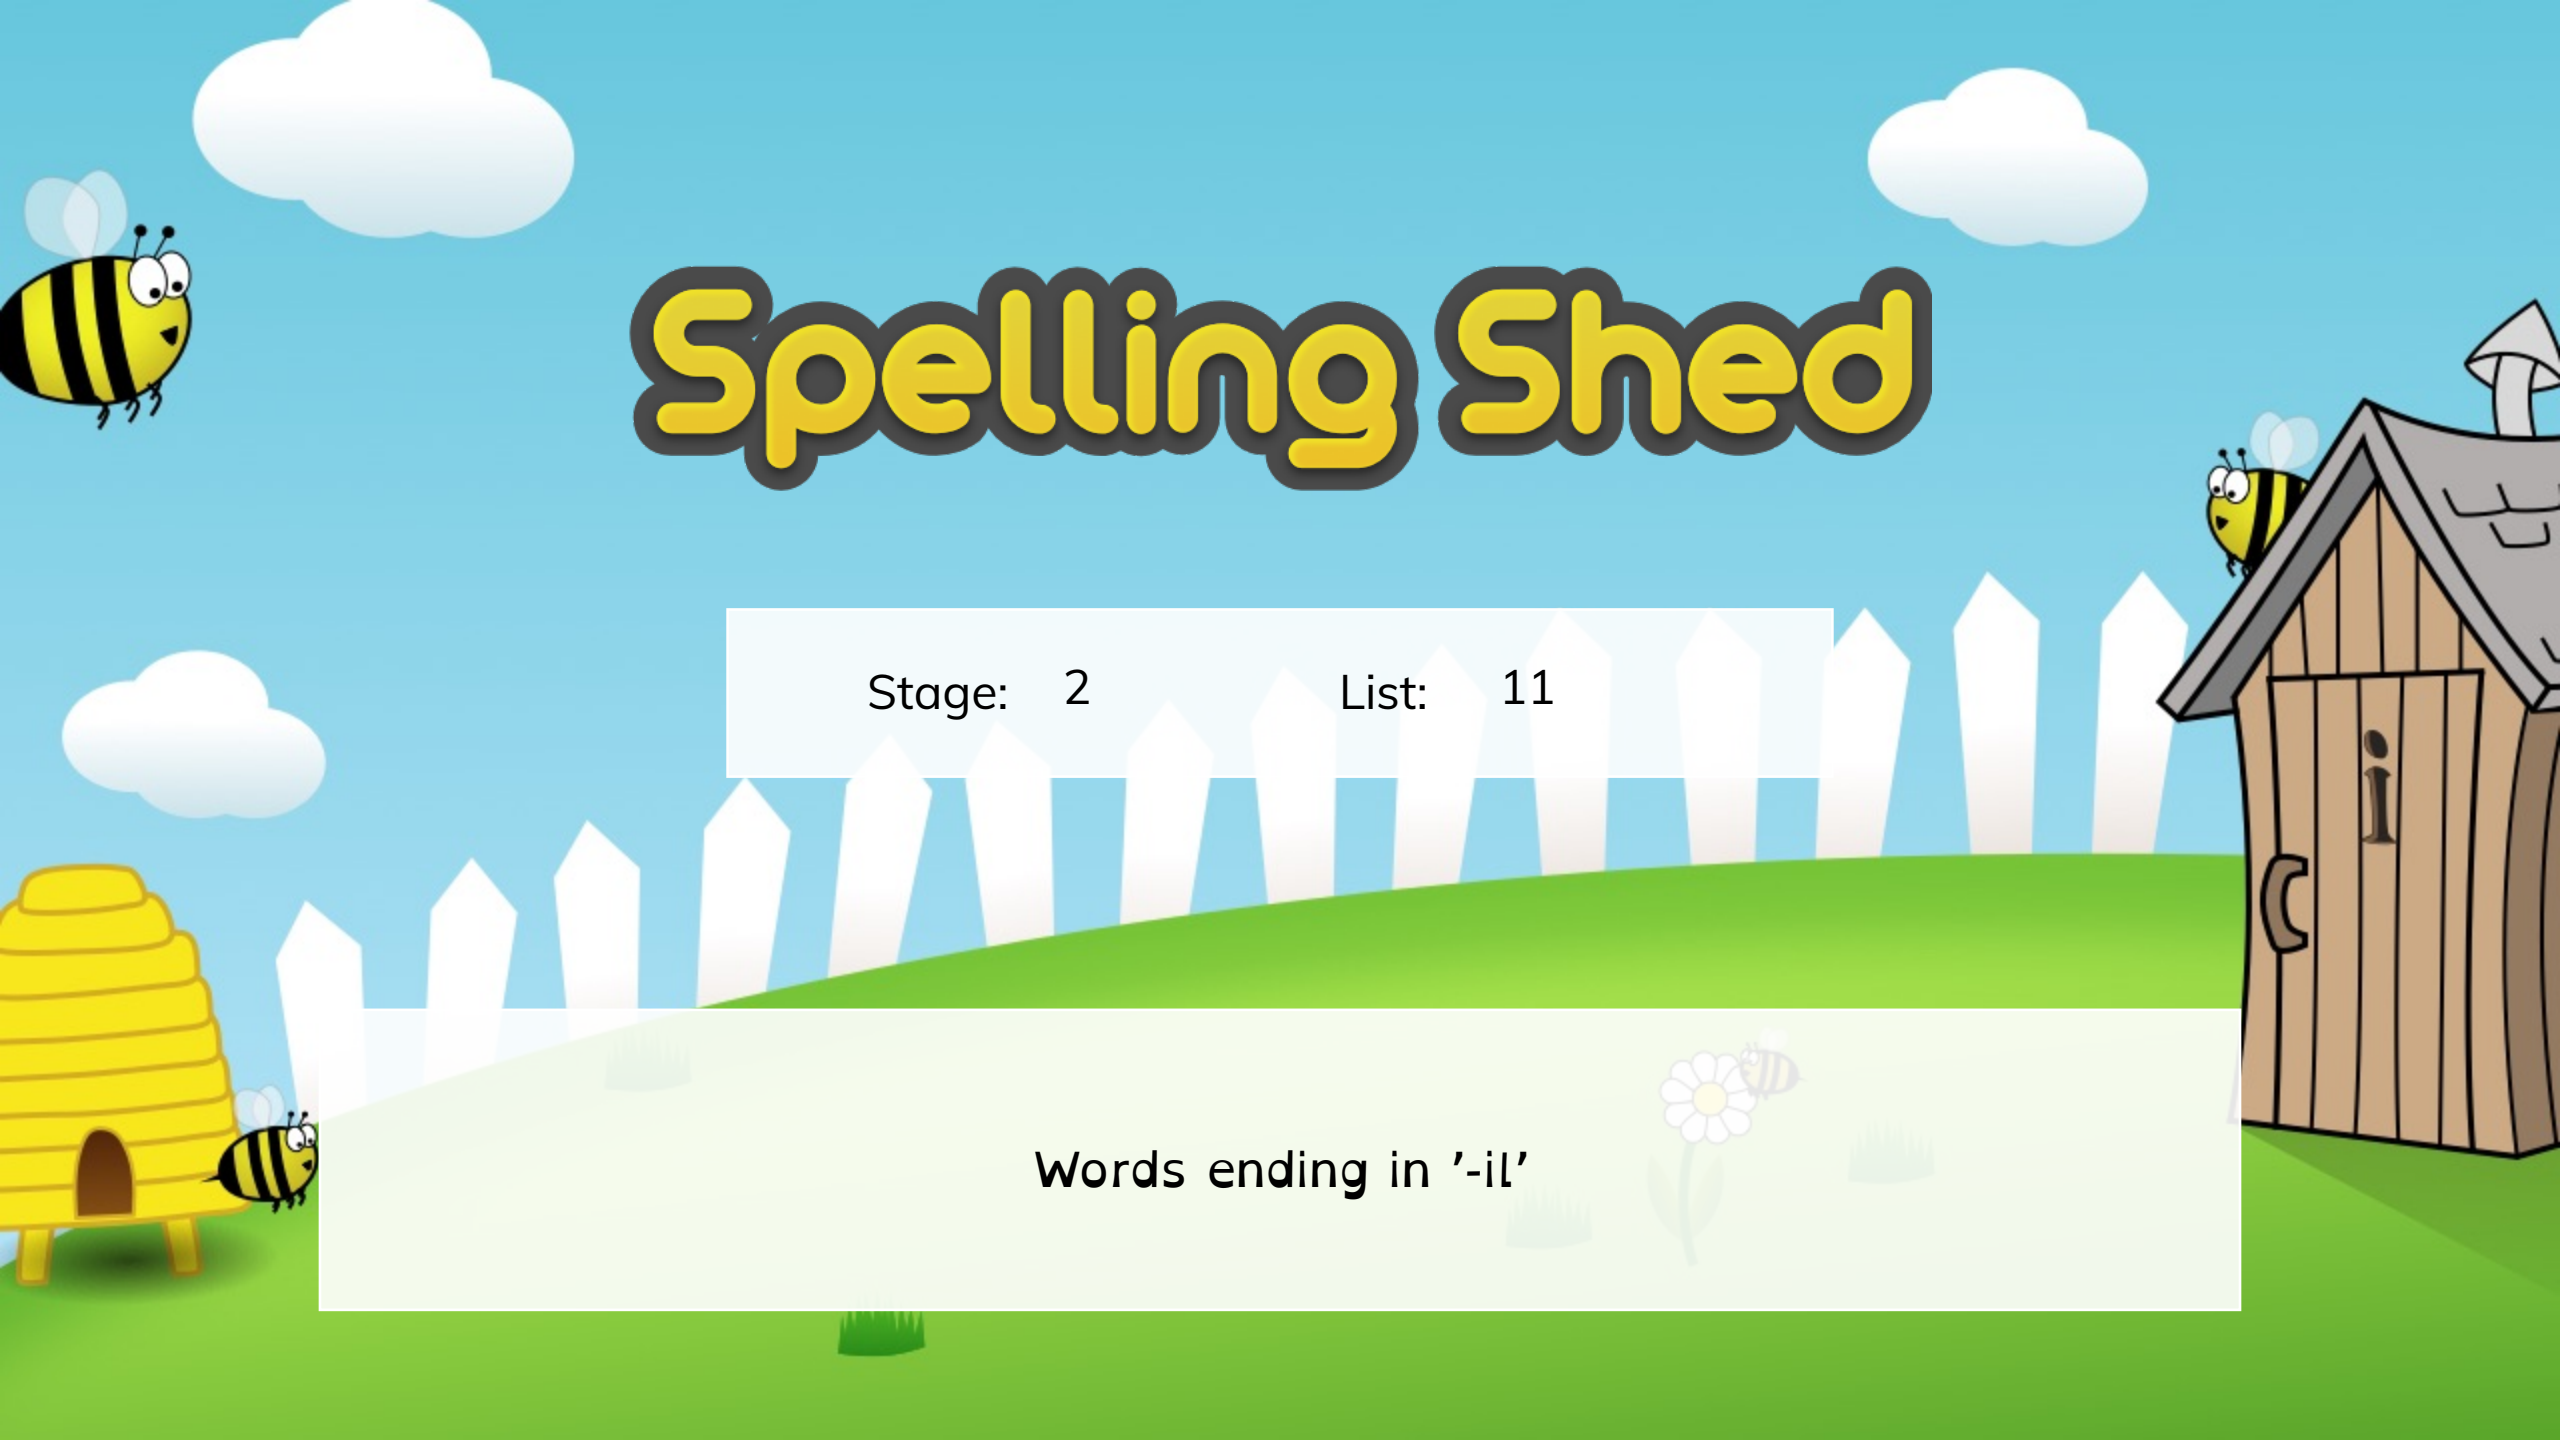 Spelling Shed
Stage: 2 List: 11
i
Words ending in ’-il’